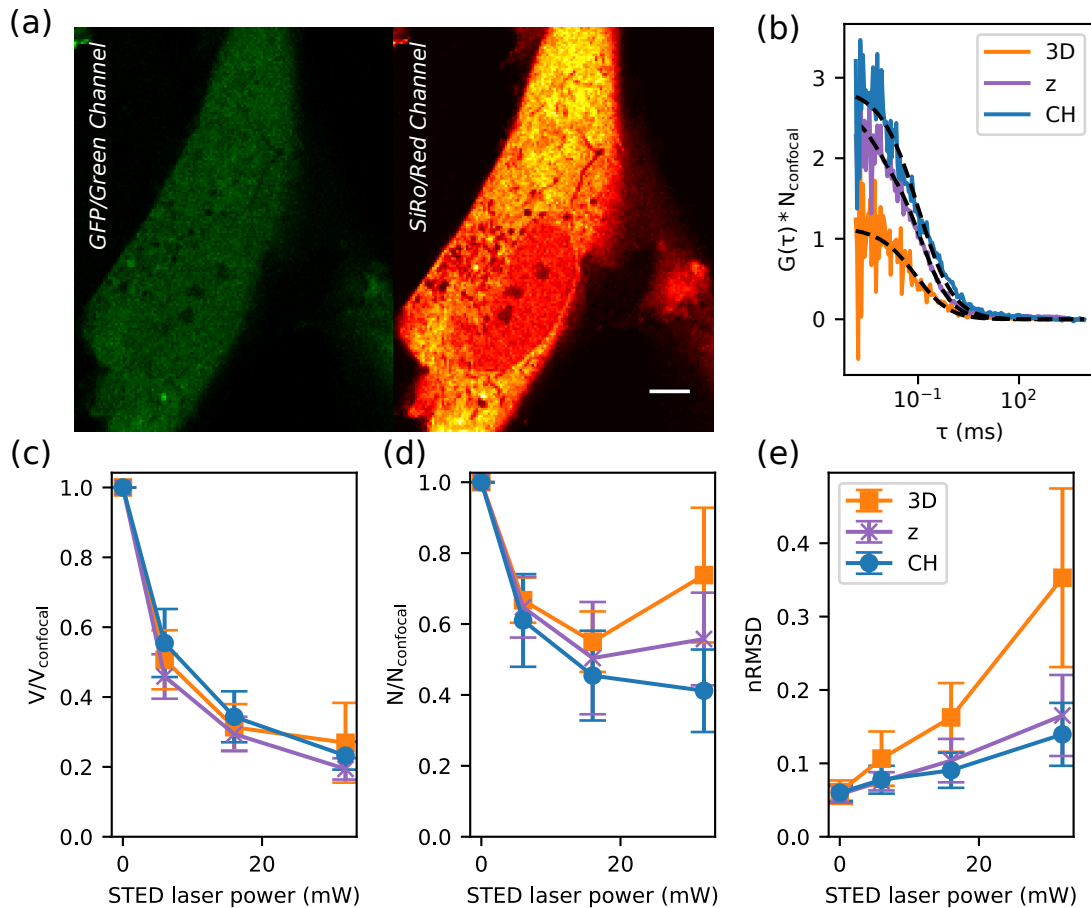 (a)
GFP/Green Channel
SiRo/Red Channel
(b)
3D
z
CH
3
2
1
0
G(τ)* N_confocal
10⁻¹
10²
τ (ms)
(c)
1.0
0.8
0.6
0.4
0.2
0.0
V/V_confocal
0
20
STED laser power (mW)
(d)
1.0
0.8
0.6
0.4
0.2
0.0
N/N_confocal
0
20
STED laser power (mW)
(e)
3D
z
CH
0.4
0.3
0.2
0.1
0.0
nRMSD
0
20
STED laser power (mW)